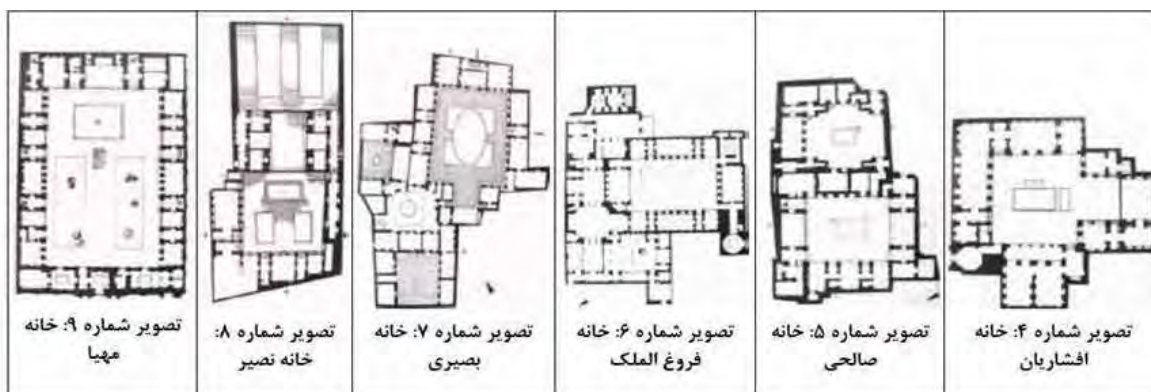 تصویر شماره ۴: خانه
افشاریان
تصویر شماره ۵: خانه
صالحی
تصویر شماره ۶: خانه
فروغ الملک
تصویر شماره ۷: خانه
بصیری
تصویر شماره ۸:
خانه نصیر
تصویر شماره ۹: خانه
مهیا